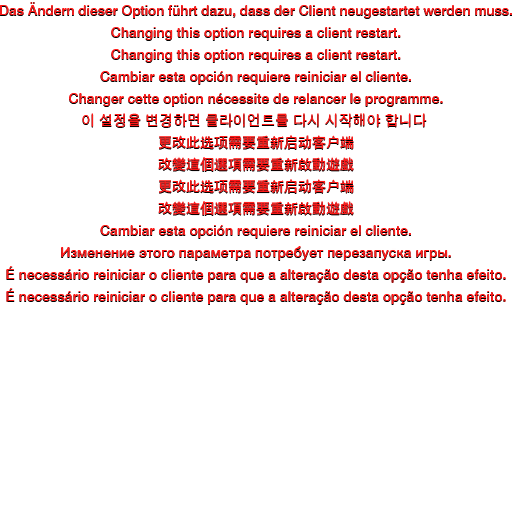 Das Ändern dieser Option führt dazu, dass der Client neugestartet werden muss.
Changing this option requires a client restart.
Changing this option requires a client restart.
Cambiar esta opción requiere reiniciar el cliente.
Changer cette option nécessite de relancer le programme.
이 설정을 변경하면 클라이언트를 다시 시작해야 합니다
更改此选项需要重新启动客户端
改變這個選項需要重新啟動遊戲
更改此选项需要重新启动客户端
改變這個選項需要重新啟動遊戲
Cambiar esta opción requiere reiniciar el cliente.
Изменение этого параметра потребует перезапуска игры.
É necessário reiniciar o cliente para que a alteração desta opção tenha efeito.
É necessário reiniciar o cliente para que a alteração desta opção tenha efeito.